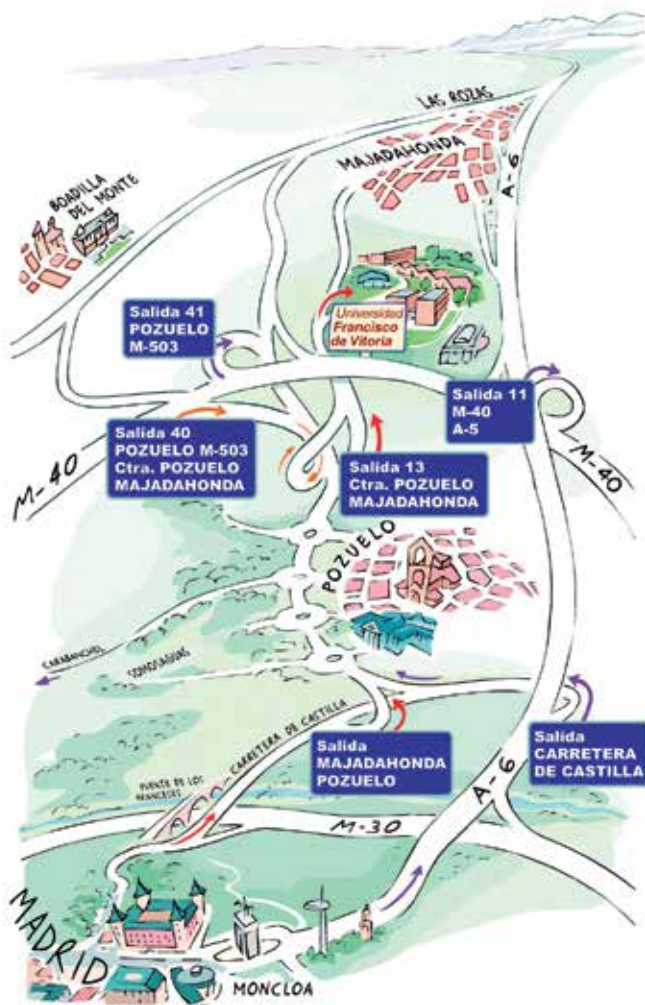 LAS ROZAS
MAJADAHONDA
A-6
BOADILLA
DEL MONTE
Salida 41
POZUELO
M-503
Universidad
Francisco
de Vitoria
Salida 11
M-40
A-5
Salida 40
POZUELO M-503
Ctra. POZUELO
MAJADAHONDA
Salida 13
Ctra. POZUELO
MAJADAHONDA
M-40
M-40
POZUELO
CARABANCHEL
SOMOSAGUAS
CARRETERA DE CASTILLA
Salida
MAJADAHONDA
POZUELO
Salida
CARRETERA
DE CASTILLA
PUENTE DE LOS
FRANCESES
A-6
M-30
MADRID
MONCLOA